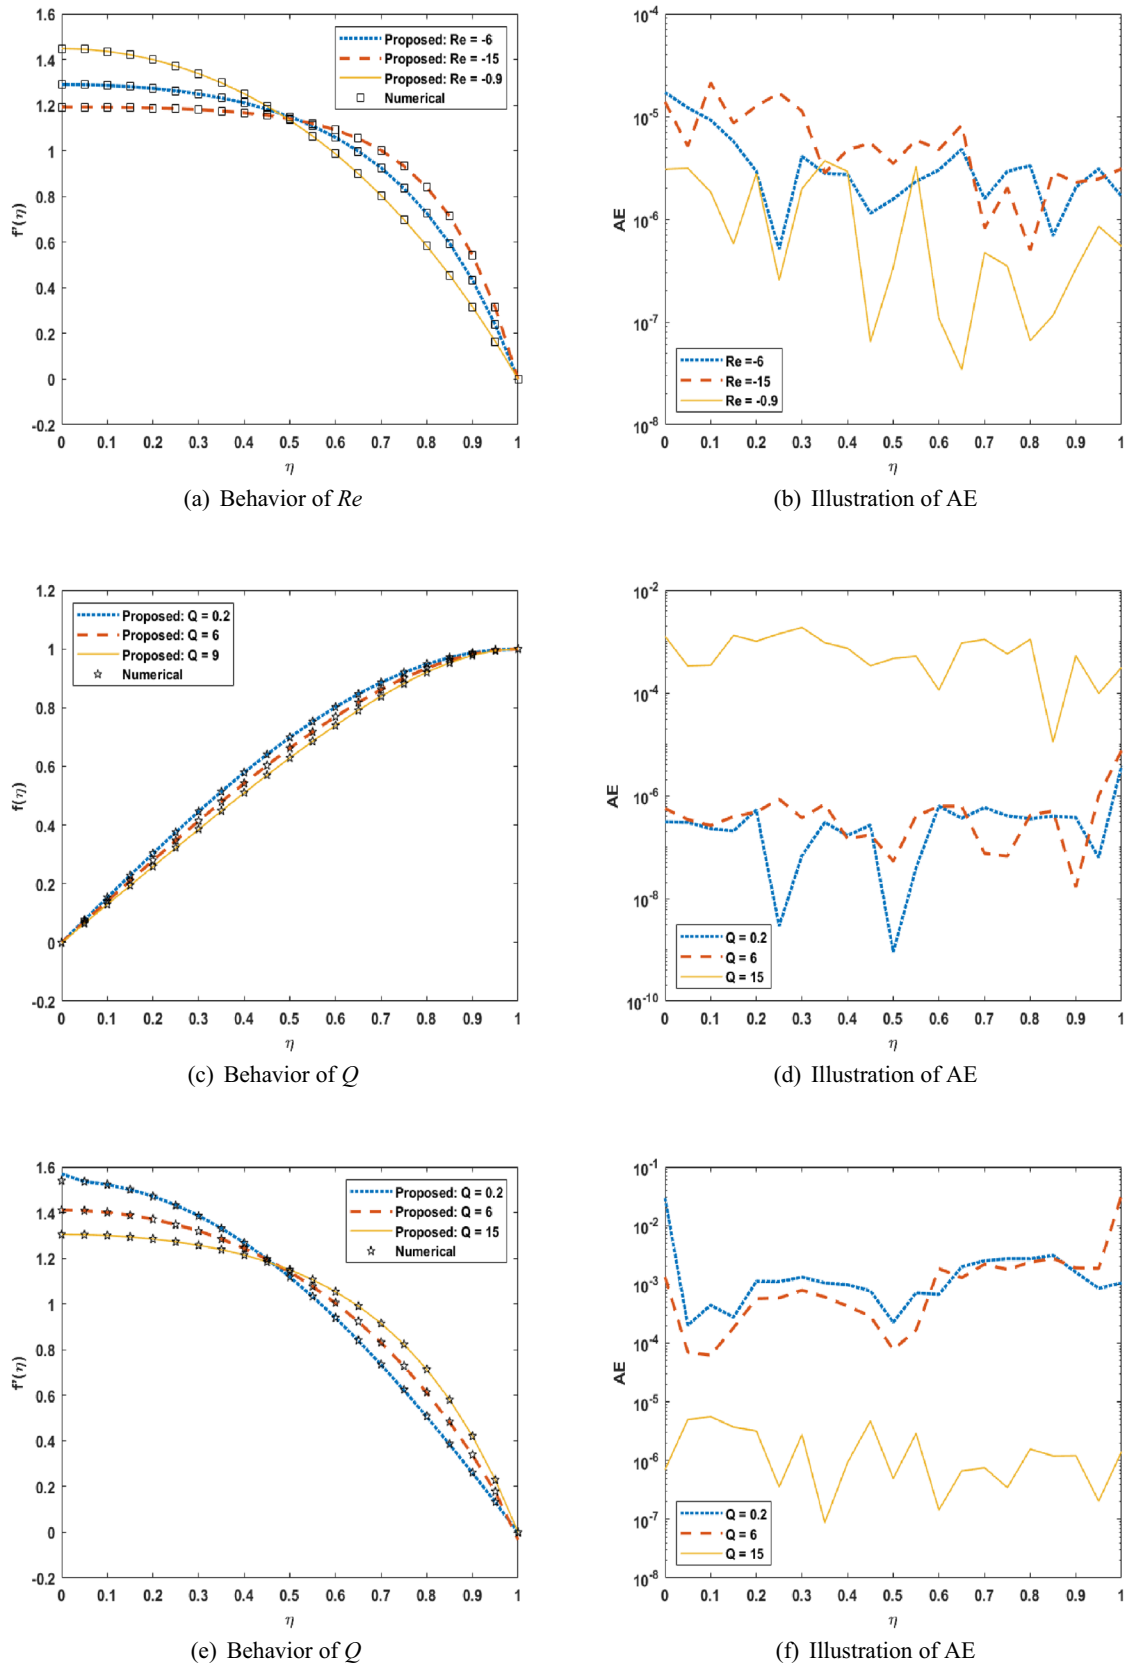 1.6
1.4
1.2
1
0.8
0.6
0.4
0.2
0
-0.2
f'(η)
0 0.1 0.2 0.3 0.4 0.5 0.6 0.7 0.8 0.9 1
η
Proposed: Re = -6
Proposed: Re = -15
Proposed: Re = -0.9
Numerical
(a) Behavior of Re
10-4
10-5
10-6
10-7
10-8
AE
0 0.1 0.2 0.3 0.4 0.5 0.6 0.7 0.8 0.9 1
η
Re =-6
Re =-15
Re = -0.9
(b) Illustration of AE
1.2
1
0.8
0.6
0.4
0.2
0
-0.2
f(η)
0 0.1 0.2 0.3 0.4 0.5 0.6 0.7 0.8 0.9 1
η
Proposed: Q = 0.2
Proposed: Q = 6
Proposed: Q = 9
Numerical
(c) Behavior of Q
10-2
10-4
10-6
10-8
10-10
AE
0 0.1 0.2 0.3 0.4 0.5 0.6 0.7 0.8 0.9 1
η
Q = 0.2
Q = 6
Q = 15
(d) Illustration of AE
1.6
1.4
1.2
1
0.8
0.6
0.4
0.2
0
-0.2
f'(η)
0 0.1 0.2 0.3 0.4 0.5 0.6 0.7 0.8 0.9 1
η
Proposed: Q = 0.2
Proposed: Q = 6
Proposed: Q = 15
Numerical
(e) Behavior of Q
10-1
10-2
10-3
10-4
10-5
10-6
10-7
10-8
AE
0 0.1 0.2 0.3 0.4 0.5 0.6 0.7 0.8 0.9 1
η
Q = 0.2
Q = 6
Q = 15
(f) Illustration of AE